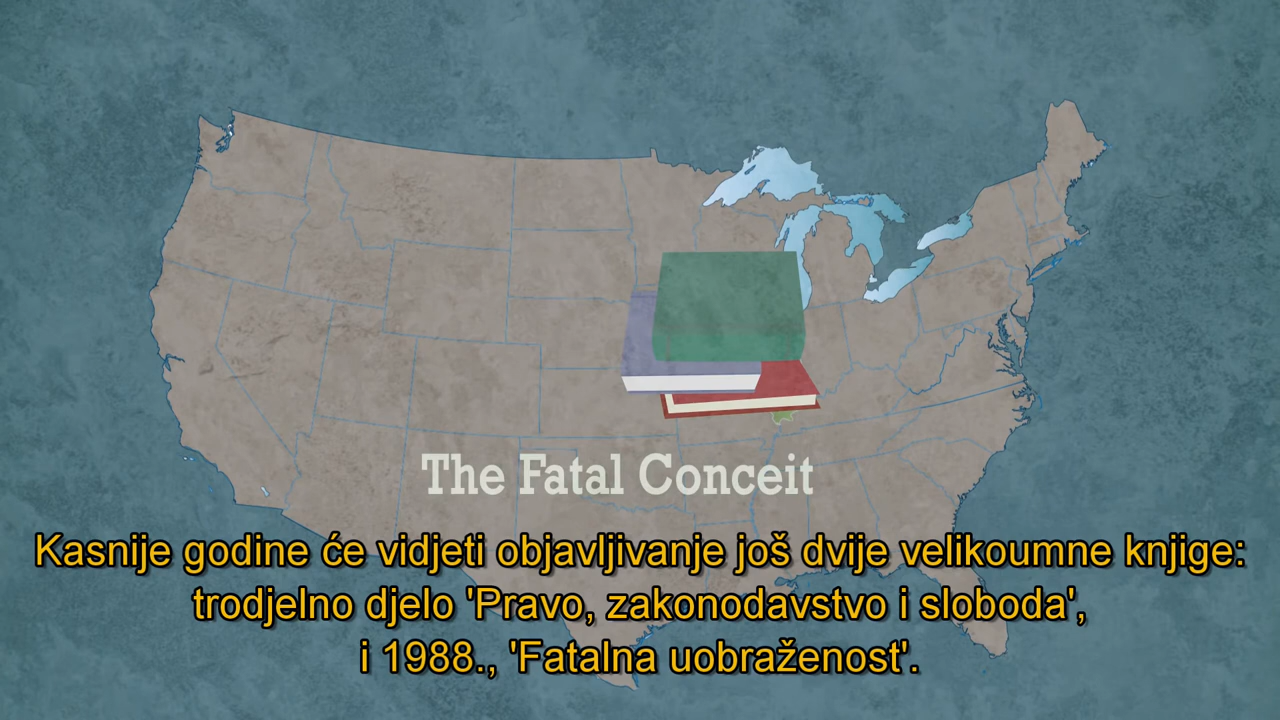 The Fatal Conceit
Kasnije godine će vidjeti objavljivanje još dvije velikoumne knjige:
trodjelno djelo 'Pravo, zakonodavstvo i sloboda',
i 1988., 'Fatalna uobraženost'.